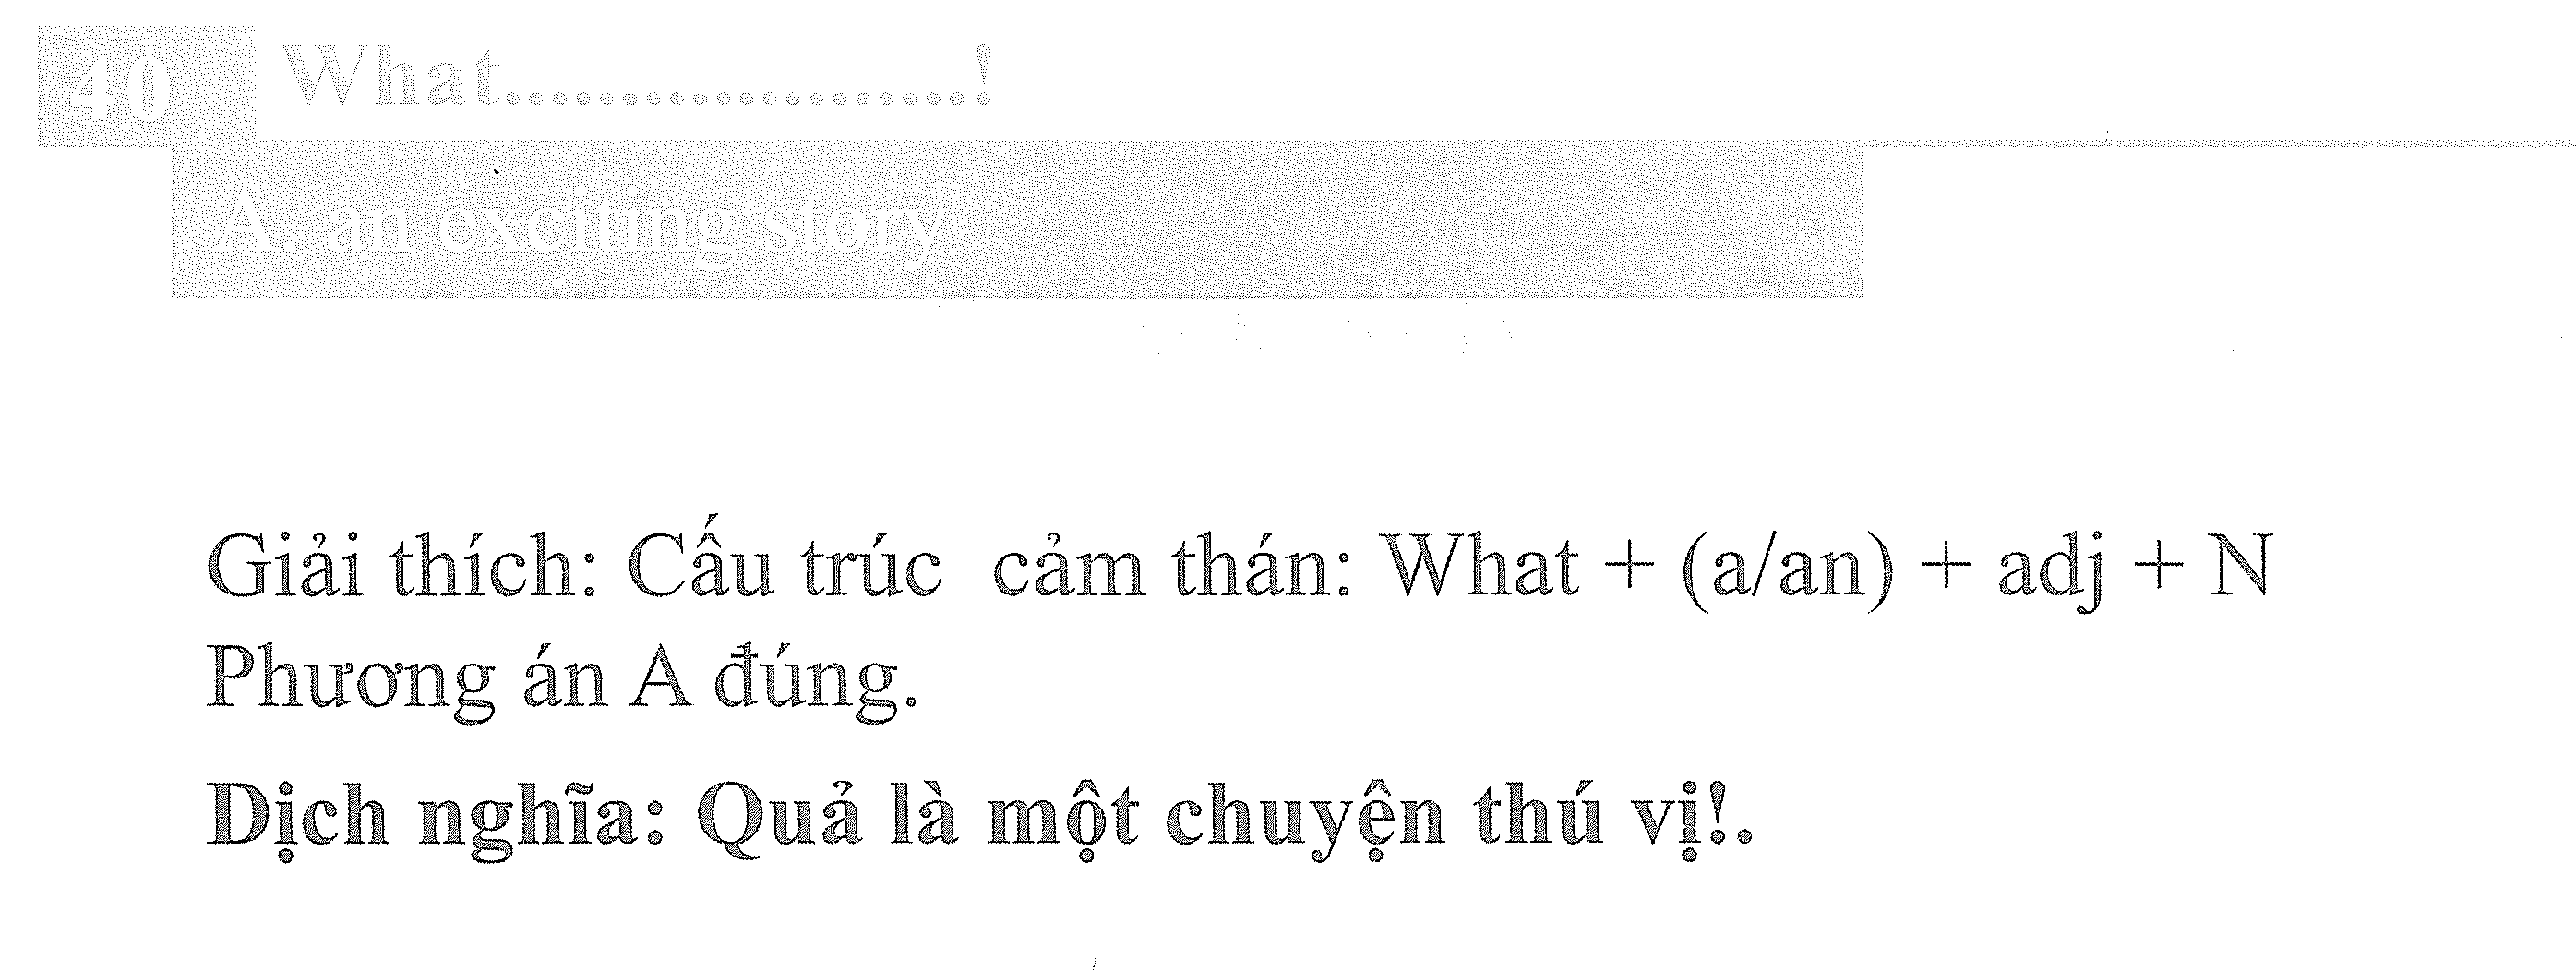 40 What....................!
A. an exciting story
Giải thích: Cấu trúc cảm thán: What + (a/an) + adj + N
Phương án A đúng.
Dịch nghĩa: Quả là một chuyện thú vị!.